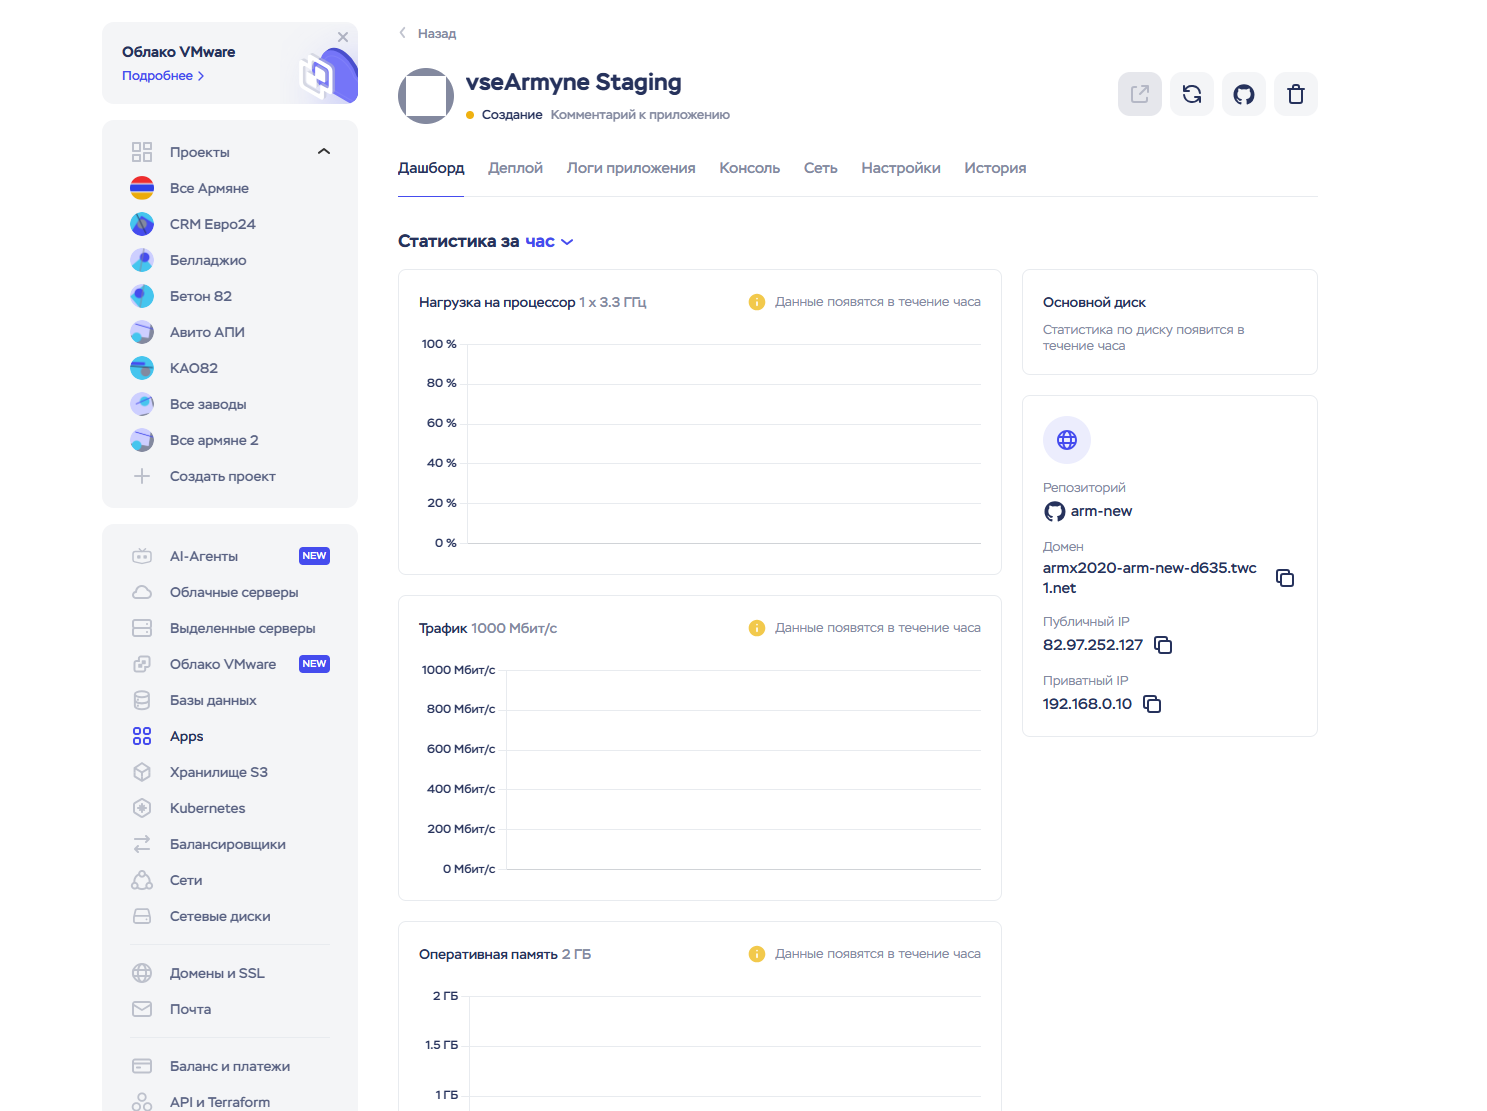 Облако VMware
Подробнее
Проекты
Все Армяне
CRM Евро24
Белладжио
Бетон 82
Авито АПИ
КАО82
Все заводы
Все армяне 2
Создать проект
AI-Агенты NEW
Облачные серверы
Выделенные серверы
Облако VMware NEW
Базы данных
Apps
Хранилище S3
Kubernetes
Балансировщики
Сети
Сетевые диски
Домены и SSL
Почта
Баланс и платежи
API и Terraform
Назад
vseArmyne Staging
Создание Комментарий к приложению
Дашборд Деплой Логи приложения Консоль Сеть Настройки История
Статистика за час
Нагрузка на процессор 1 x 3.3 ГГц Данные появятся в течение часа
100 %
80 %
60 %
40 %
20 %
0 %
Трафик 1000 Мбит/с Данные появятся в течение часа
1000 Мбит/с
800 Мбит/с
600 Мбит/с
400 Мбит/с
200 Мбит/с
0 Мбит/с
Оперативная память 2 ГБ Данные появятся в течение часа
2 ГБ
1.5 ГБ
1 ГБ
Основной диск
Статистика по диску появится в
течение часа
Репозиторий
arm-new
Домен
armx2020-arm-new-d635.twc
1.net
Публичный IP
82.97.252.127
Приватный IP
192.168.0.10